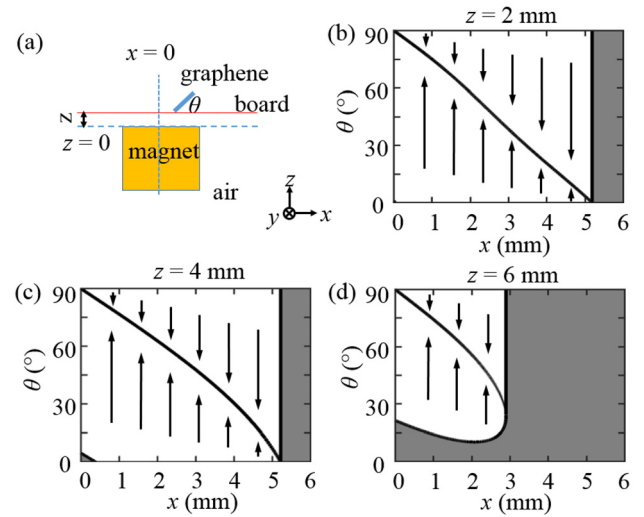 (a)
x = 0
graphene
θ
board
z
z = 0
magnet
air
z
y
x
(b)
z = 2 mm
90
60
30
0
θ (°)
0 1 2 3 4 5 6
x (mm)
(c)
z = 4 mm
90
60
30
0
θ (°)
0 1 2 3 4 5 6
x (mm)
(d)
z = 6 mm
90
60
30
0
θ (°)
0 1 2 3 4 5 6
x (mm)